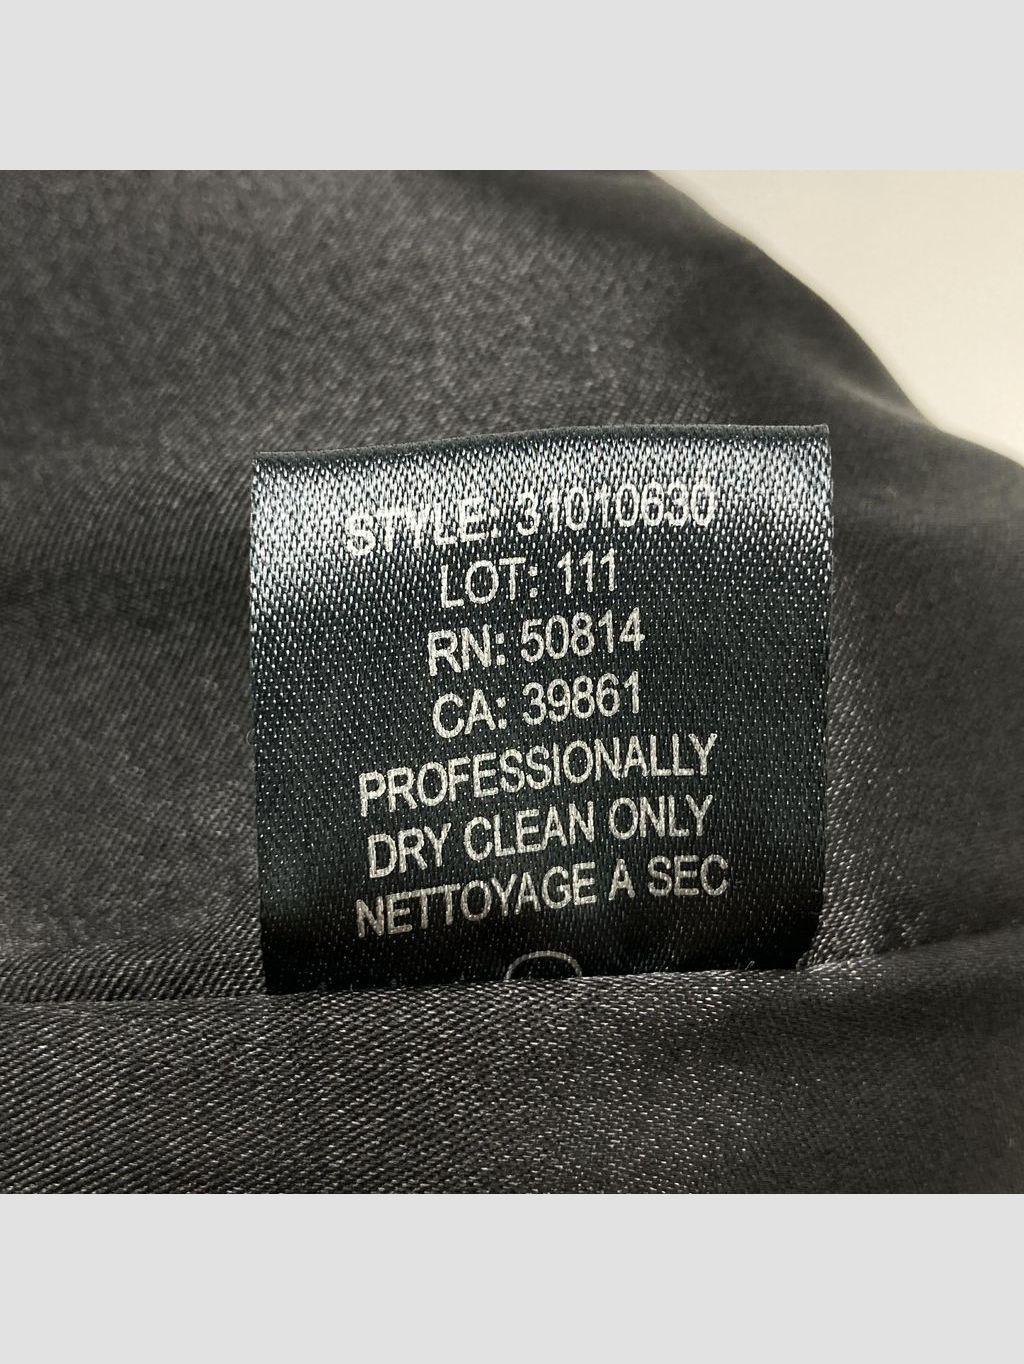 STYLE: 31010630
LOT: 111
RN: 50814
CA: 39861
PROFESSIONALLY
DRY CLEAN ONLY
NETTOYAGE A SEC